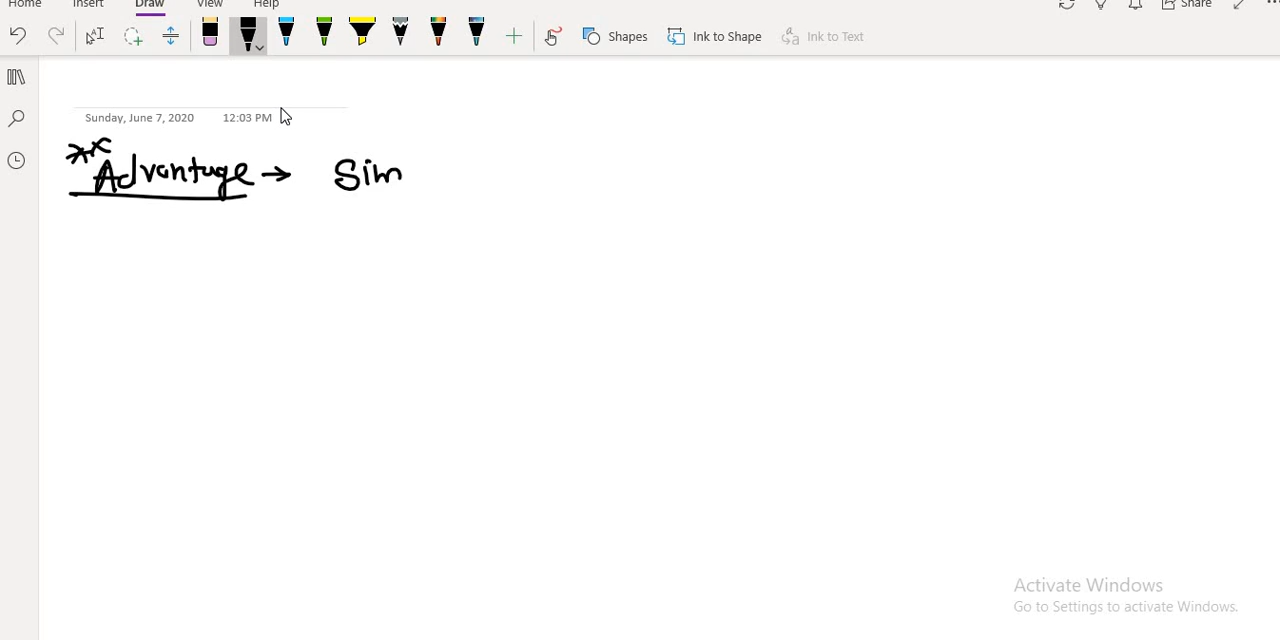 Home Insert Draw View Help Share
Shapes Ink to Shape Ink to Text
Sunday, June 7, 2020 12:03 PM
**Advantage → Sim
Activate Windows
Go to Settings to activate Windows.